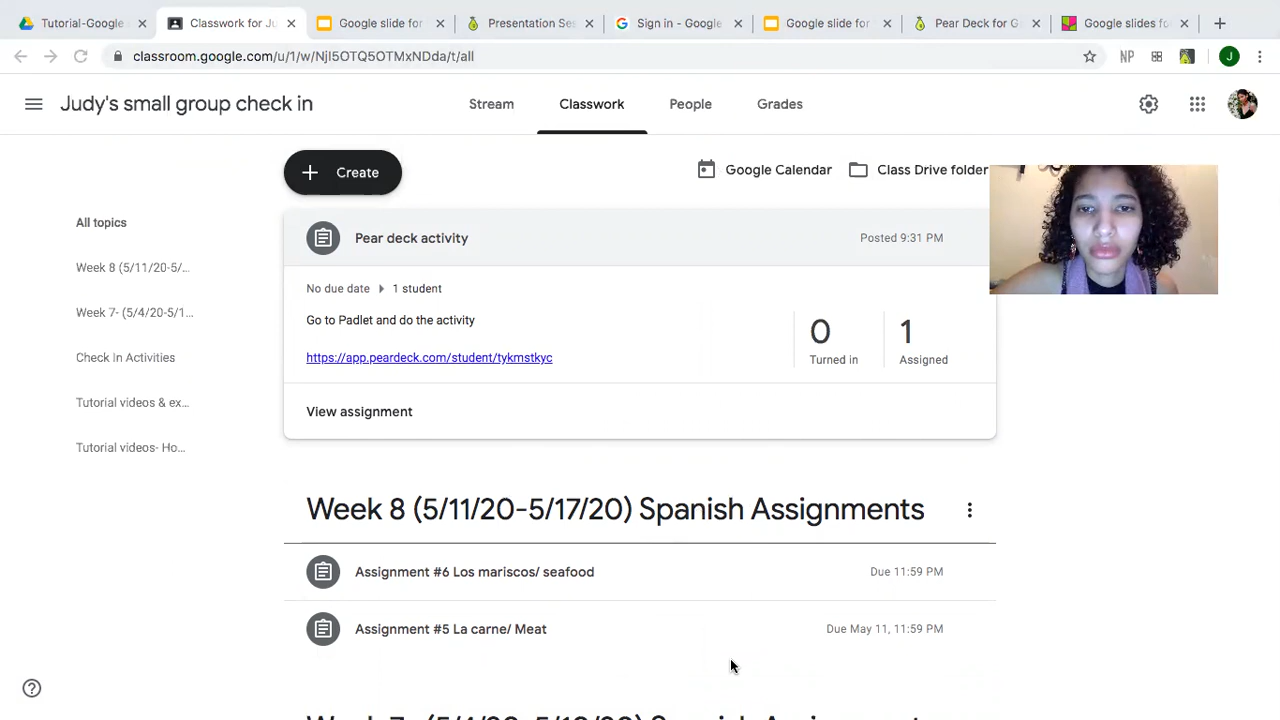 Tutorial-Google
Classwork for Ju
Google slide for
Presentation Ses
Sign in - Google
Google slide for
Pear Deck for G
Google slides fo
classroom.google.com/u/1/w/NjI5OTQ5OTMxNDda/t/all
NP
J
Judy's small group check in
Stream
Classwork
People
Grades
Create
Google Calendar
Class Drive folder
All topics
Week 8 (5/11/20-5/...
Week 7- (5/4/20-5/1...
Check In Activities
Tutorial videos & ex...
Tutorial videos- Ho...
Pear deck activity
Posted 9:31 PM
No due date
1 student
Go to Padlet and do the activity
https://app.peardeck.com/student/tykmstkyc
0
Turned in
1
Assigned
View assignment
Week 8 (5/11/20-5/17/20) Spanish Assignments
Assignment #6 Los mariscos/ seafood
Due 11:59 PM
Assignment #5 La carne/ Meat
Due May 11, 11:59 PM